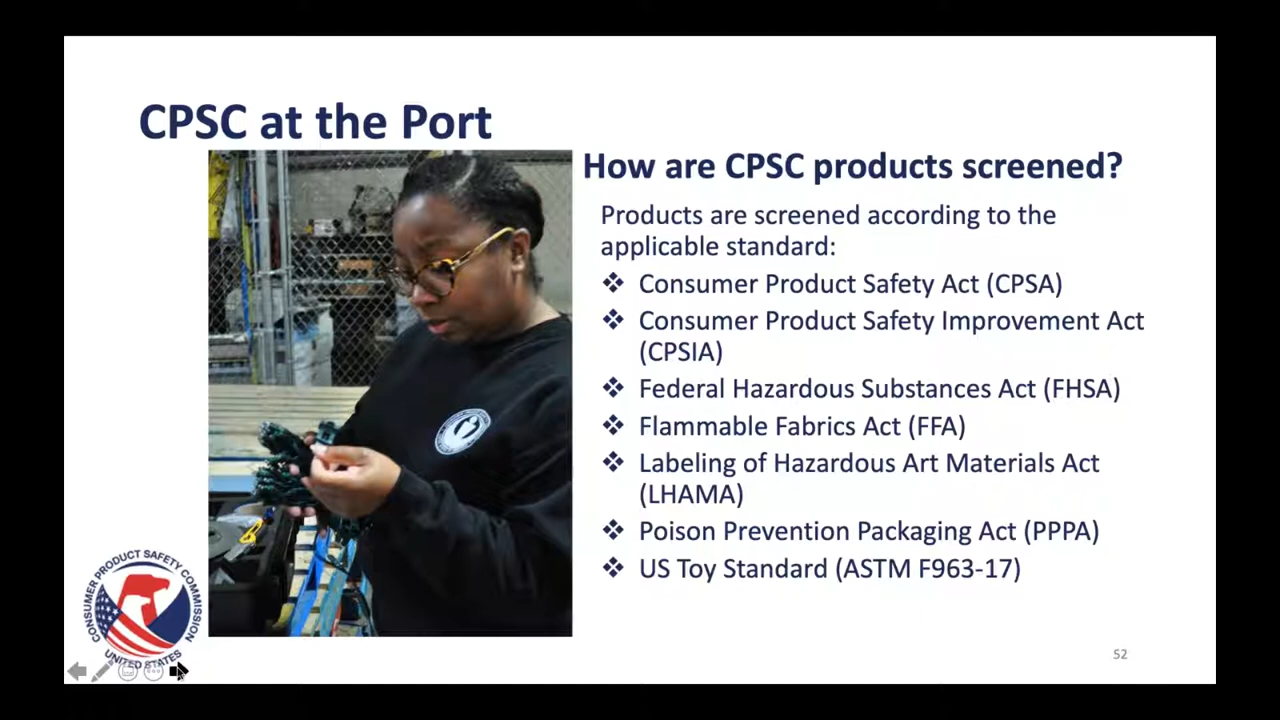 CPSC at the Port
How are CPSC products screened?
Products are screened according to the
applicable standard:
❖ Consumer Product Safety Act (CPSA)
❖ Consumer Product Safety Improvement Act
(CPSIA)
❖ Federal Hazardous Substances Act (FHSA)
❖ Flammable Fabrics Act (FFA)
❖ Labeling of Hazardous Art Materials Act
(LHAMA)
❖ Poison Prevention Packaging Act (PPPA)
❖ US Toy Standard (ASTM F963-17)
CONSUMER PRODUCT SAFETY COMMISSION
UNITED STATES
52